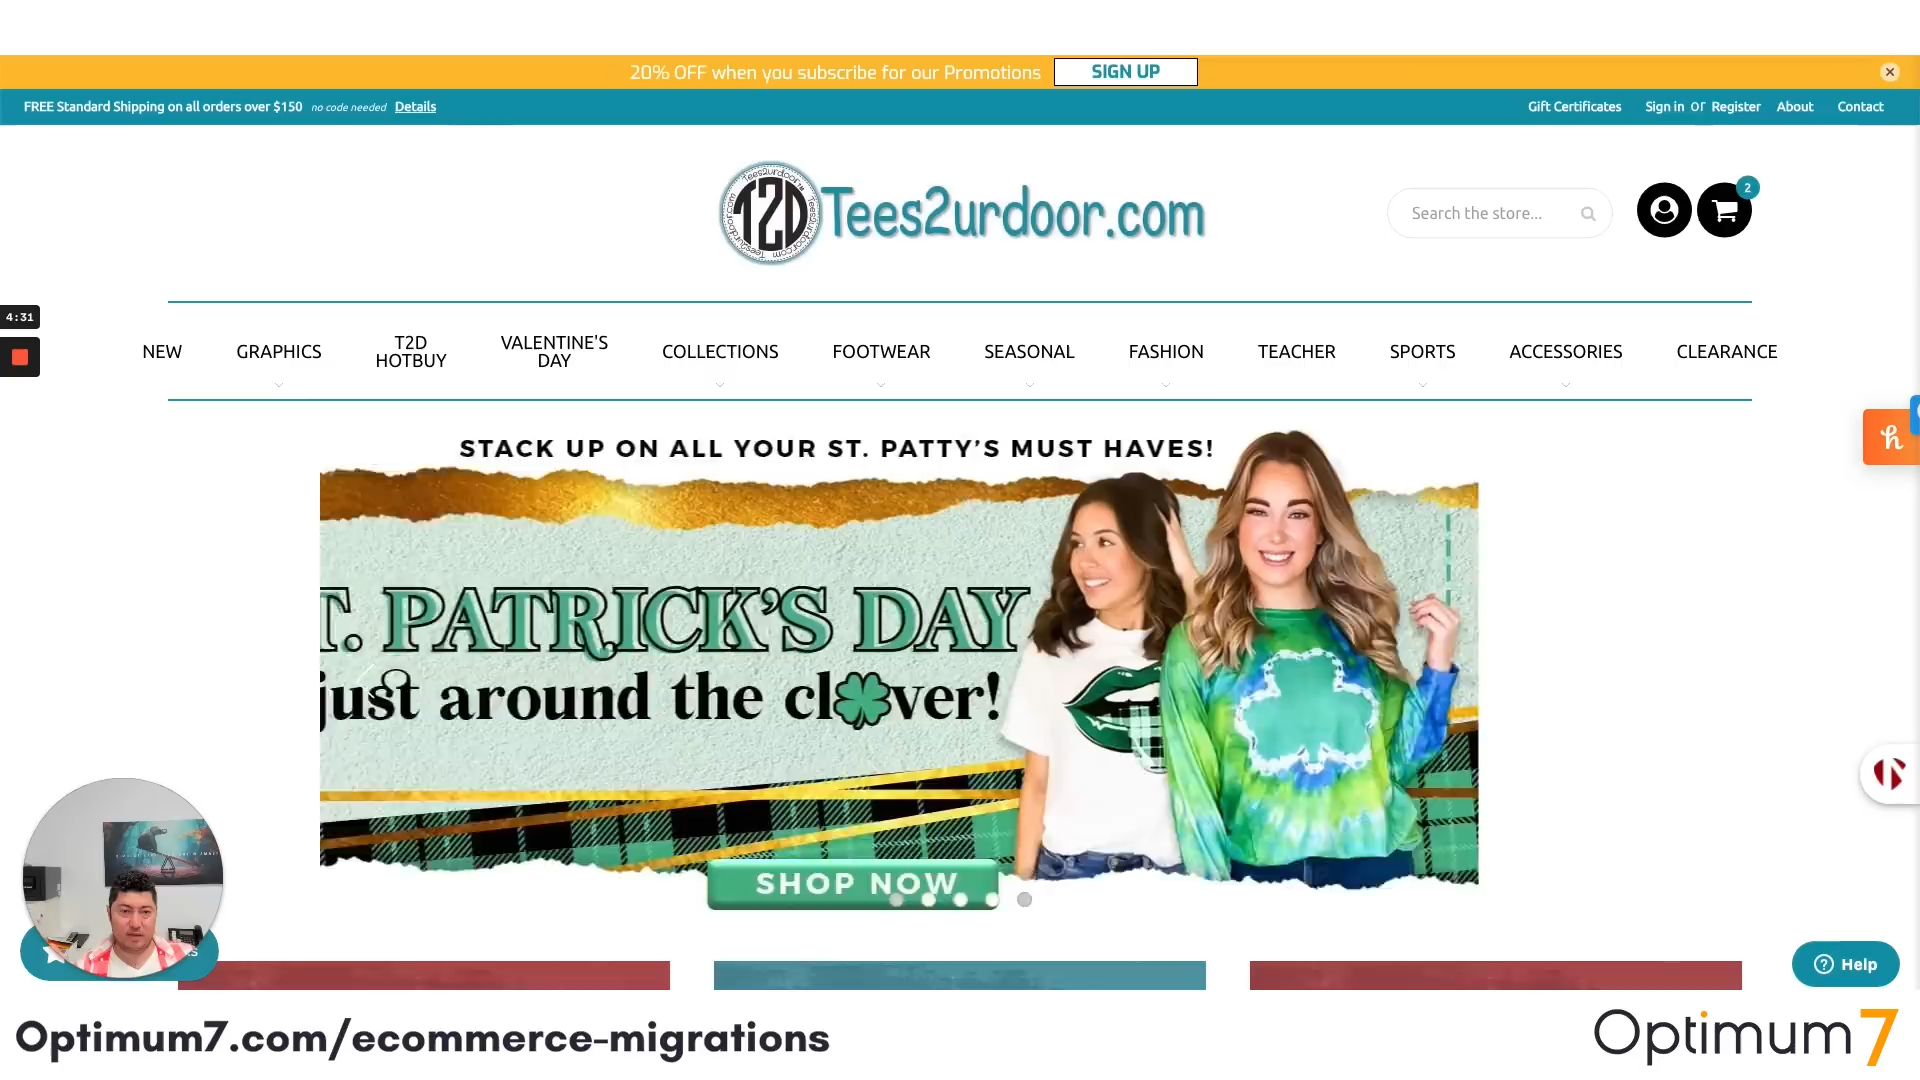 20% OFF when you subscribe for our Promotions SIGN UP
FREE Standard Shipping on all orders over $150 no code needed Details
Gift Certificates Sign in or Register About Contact
T2D
Tees2urdoor.com
Search the store...
2
4:31
NEW
GRAPHICS
T2D
HOTBUY
VALENTINE'S
DAY
COLLECTIONS
FOOTWEAR
SEASONAL
FASHION
TEACHER
SPORTS
ACCESSORIES
CLEARANCE
STACK UP ON ALL YOUR ST. PATTY'S MUST HAVES!
T. PATRICK'S DAY
just around the clover!
SHOP NOW
Help
Optimum7.com/ecommerce-migrations
Optimum7